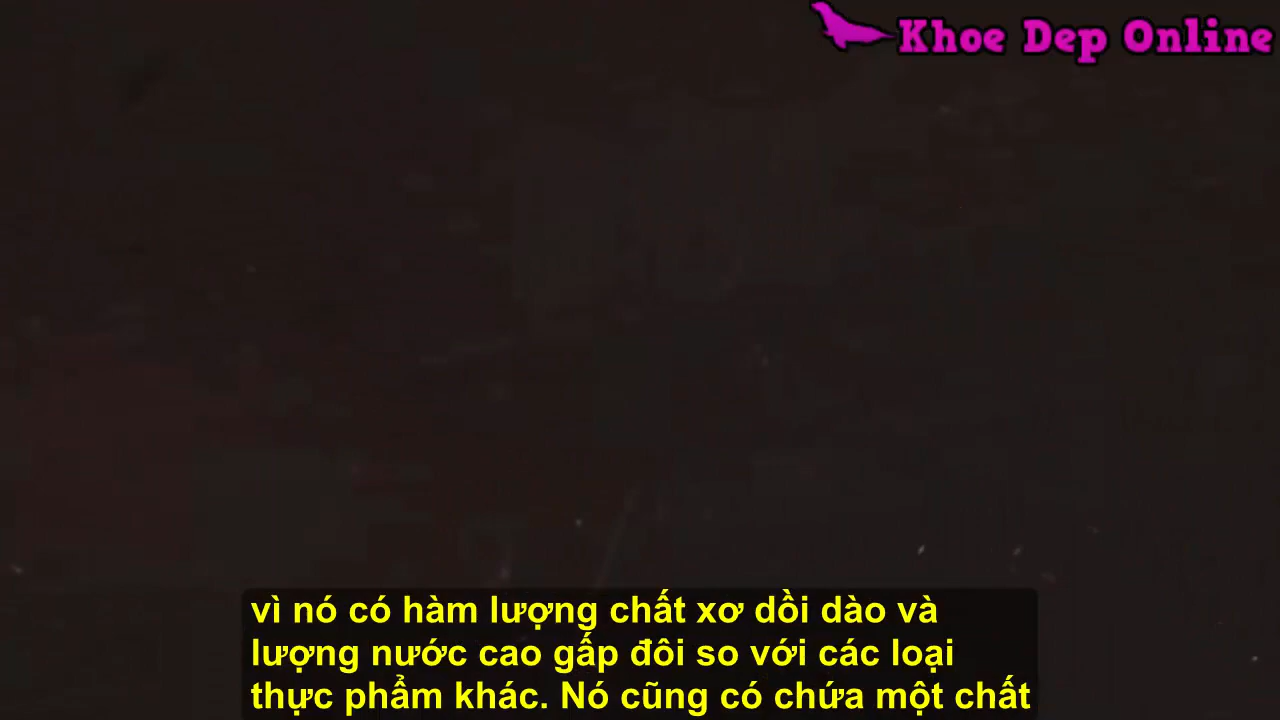 Khoe Dep Online
vì nó có hàm lượng chất xơ dồi dào và
lượng nước cao gấp đôi so với các loại
thực phẩm khác. Nó cũng có chứa một chất